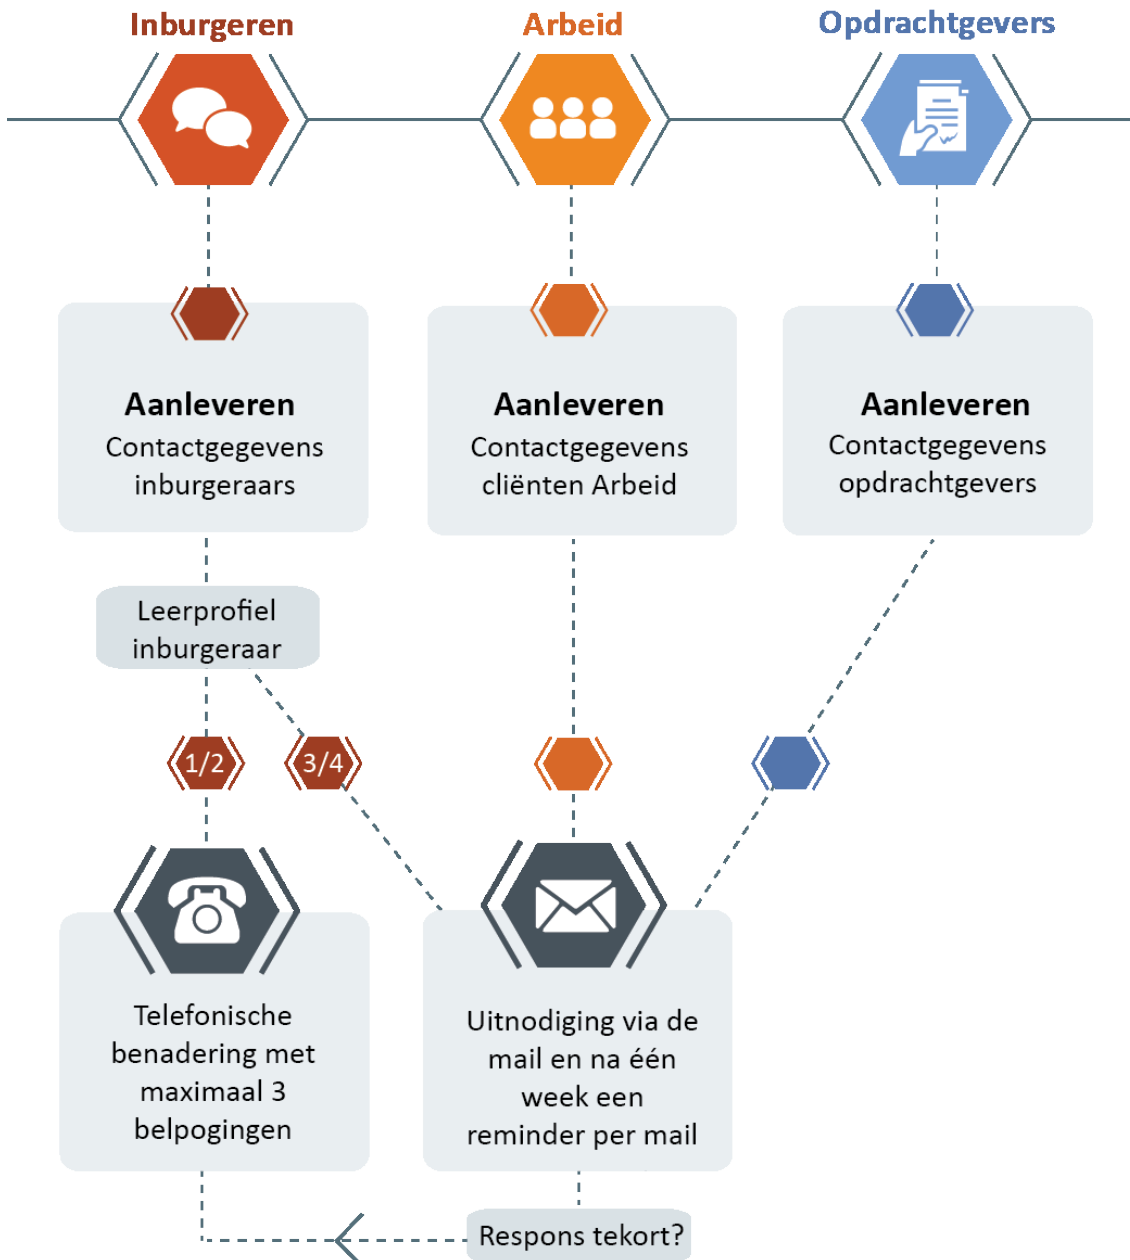 Inburgeren
Arbeid
Opdrachtgevers
Aanleveren
Contactgegevens
inburgeraars
Aanleveren
Contactgegevens
cliënten Arbeid
Aanleveren
Contactgegevens
opdrachtgevers
Leerprofiel
inburgeraar
1/2
3/4
Telefonische
benadering met
maximaal 3
belpogingen
Uitnodiging via de
mail en na één
week een
reminder per mail
Respons tekort?